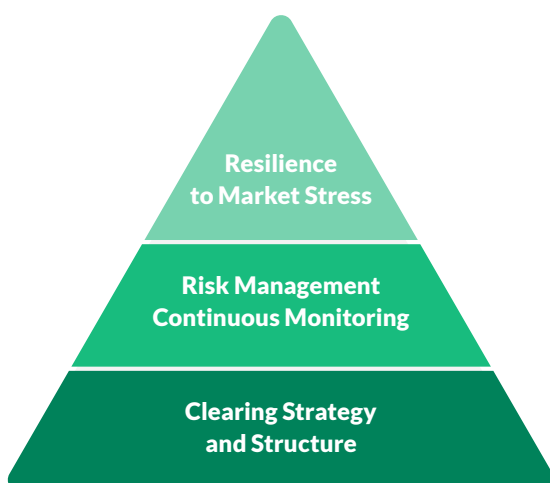 Resilience
to Market Stress
Risk Management
Continuous Monitoring
Clearing Strategy
and Structure